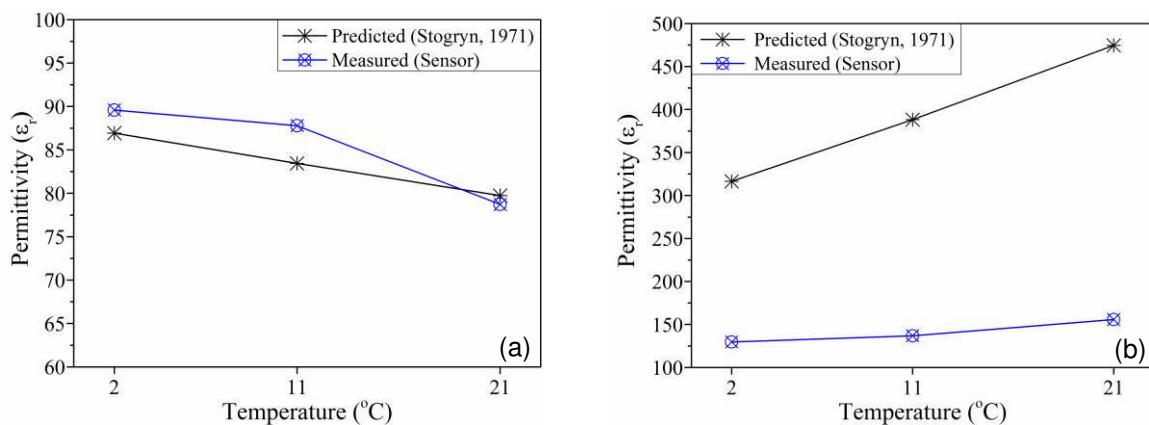 100
95
90
85
80
75
70
65
60
Permittivity (εr)
Predicted (Stogryn, 1971)
Measured (Sensor)
(a)
2 11 21
Temperature (°C)
500
450
400
350
300
250
200
150
100
Permittivity (εr)
Predicted (Stogryn, 1971)
Measured (Sensor)
(b)
2 11 21
Temperature (°C)